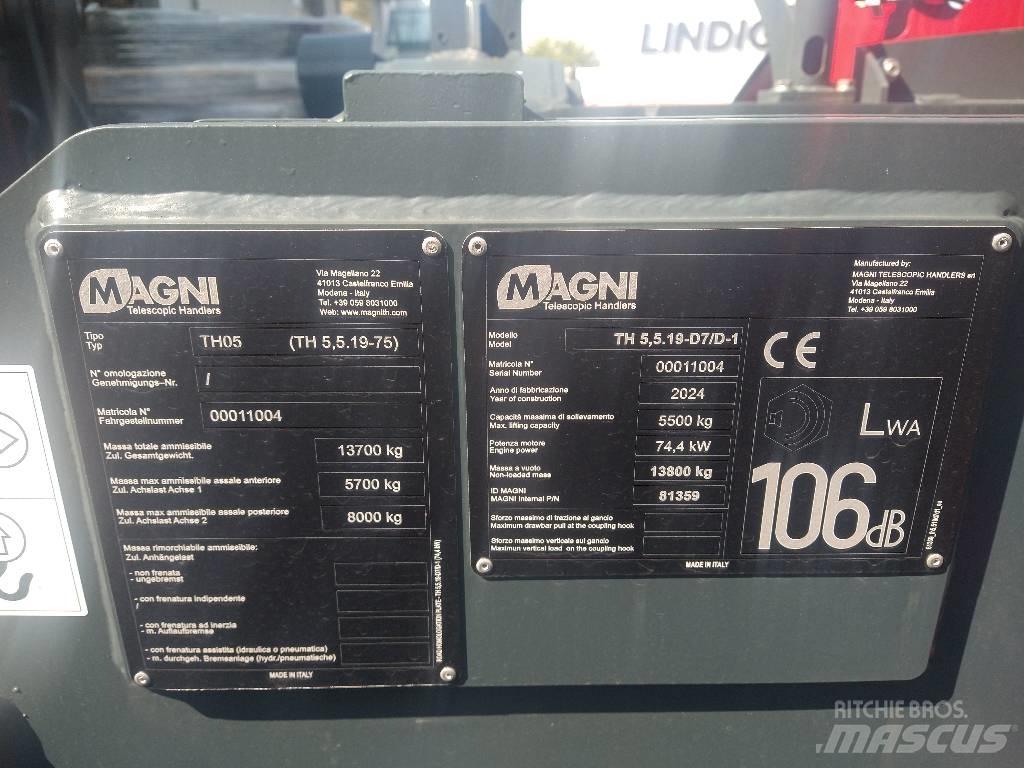 LINDIG
MAGNI
Telescopic Handlers
Via Magellano 22
41013 Castelfranco Emilia
Modena - Italy
Tel. +39 059 8031000
Web: www.magnith.com
Tipo
Typ
TH05 (TH 5,5.19-75)
N° omologazione
Genehmigungs-Nr.
/
Matricola N°
Fahrgestellnummer
00011004
Massa totale ammissibile
Zul. Gesamtgewicht.
13700 kg
Massa max ammissibile assale anteriore
Zul. Achslast Achse 1
5700 kg
Massa max ammissibile assale posteriore
Zul. Achslast Achse 2
8000 kg
Massa rimorchiabile ammissibile:
Zul. Anhängelast
- non frenata
- ungebremst
- con frenatura indipendente
/
- con frenatura ad inerzia
- m. Auflaufbremse
- con frenatura assistita (idraulica o pneumatica)
- m. durchgeh. Bremsanlage (hydr./pneumatische)
MADE IN ITALY
MAGNI
Telescopic Handlers
Manufactured by:
MAGNI TELESCOPIC HANDLERS srl
Via Magellano 22
41013 Castelfranco Emilia
Modena - Italy
Tel. +39 059 8031000
Modello
Model
TH 5,5.19-D7/D-1
Matricola N°
Serial Number
00011004
Anno di fabbricazione
Year of construction
2024
Capacità massima di sollevamento
Max. lifting capacity
5500 kg
Potenza motore
Engine power
74,4 kW
Massa a vuoto
Non-loaded mass
13800 kg
ID MAGNI
MAGNI Internal P/N
81359
Sforzo massimo di trazione al gancio
Maximum drawbar pull at the coupling hook
Sforzo massimo verticale sul gancio
Maximun vertical load on the coupling hook
MADE IN ITALY
CE
LWA
106dB
RITCHIE BROS.
MASCUS